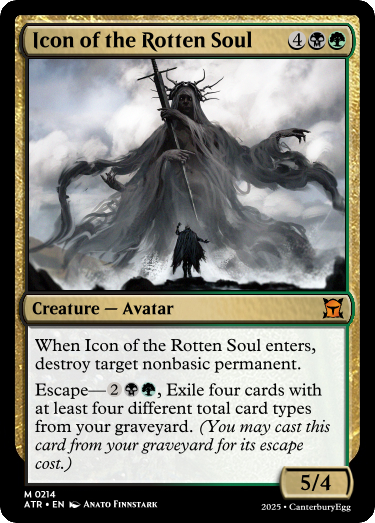 Icon of the Rotten Soul 4
Creature — Avatar
When Icon of the Rotten Soul enters,
destroy target nonbasic permanent.
Escape—2, Exile four cards with
at least four different total card types
from your graveyard. (You may cast this
card from your graveyard for its escape
cost.)
5/4
M 0214
ATR • EN Anato Finnstark
2025 • CanterburyEgg